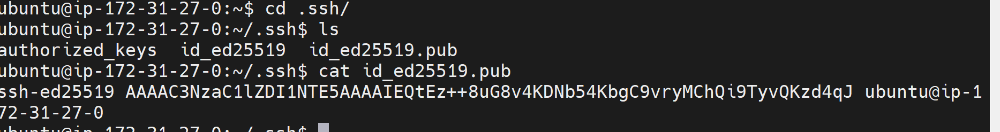 ubuntu@ip-172-31-27-0:~$ cd .ssh/
ubuntu@ip-172-31-27-0:~/.ssh$ ls
authorized_keys  id_ed25519  id_ed25519.pub
ubuntu@ip-172-31-27-0:~/.ssh$ cat id_ed25519.pub
ssh-ed25519 AAAAC3NzaC1lZDI1NTE5AAAAIEQtEz++8uG8v4KDNb54KbgC9vryMChQi9TyvQKzd4qJ ubuntu@ip-1
72-31-27-0
ubuntu@ip-172-31-27-0:~/.ssh$